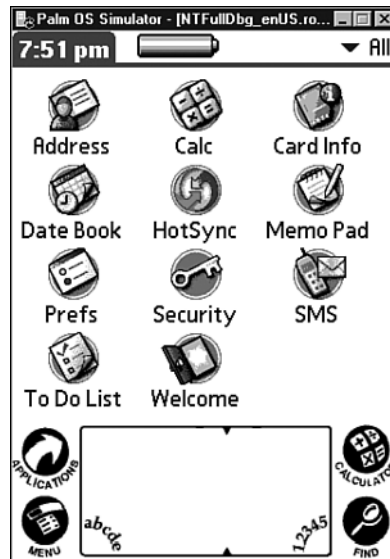 Palm OS Simulator - [NTFullDbg_enUS.ro...
7:51 pm All
Address Calc Card Info
Date Book HotSync Memo Pad
Prefs Security SMS
To Do List Welcome
APPLICATIONS CALCULATOR
abcde 12345
MENU FIND